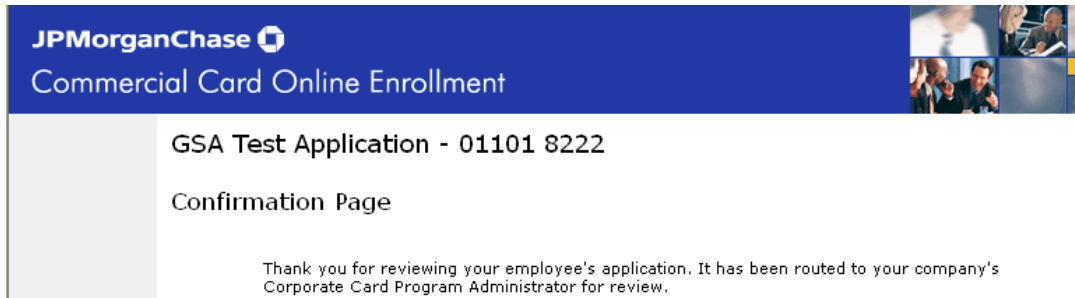 JPMorganChase
Commercial Card Online Enrollment
GSA Test Application - 01101 8222
Confirmation Page
Thank you for reviewing your employee's application. It has been routed to your company's
Corporate Card Program Administrator for review.